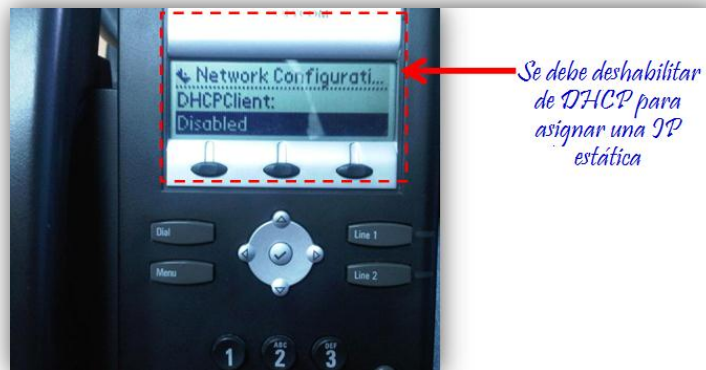 Network Configurati...
DHCPClient:
Disabled
Se debe deshabilitar
de DHCP para
asignar una IP
estática
Dial
Line 1
Menu
Line 2
1
ABC
2
DEF
3